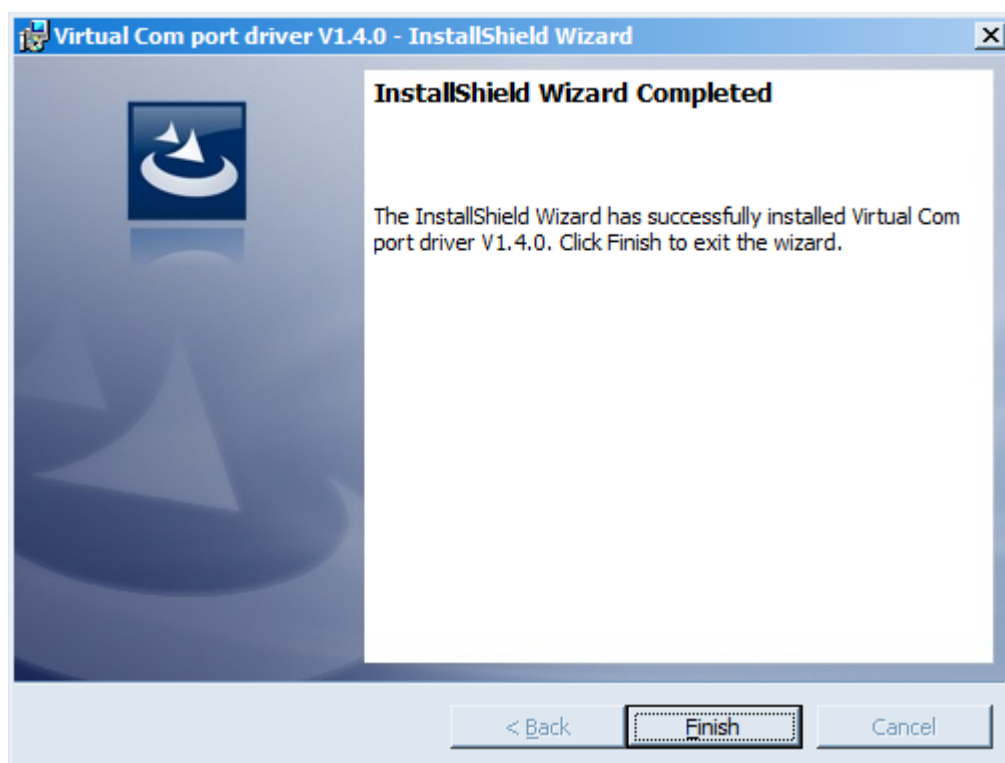 Virtual Com port driver V1.4.0 - InstallShield Wizard
InstallShield Wizard Completed
The InstallShield Wizard has successfully installed Virtual Com
port driver V1.4.0. Click Finish to exit the wizard.
< Back Finish Cancel